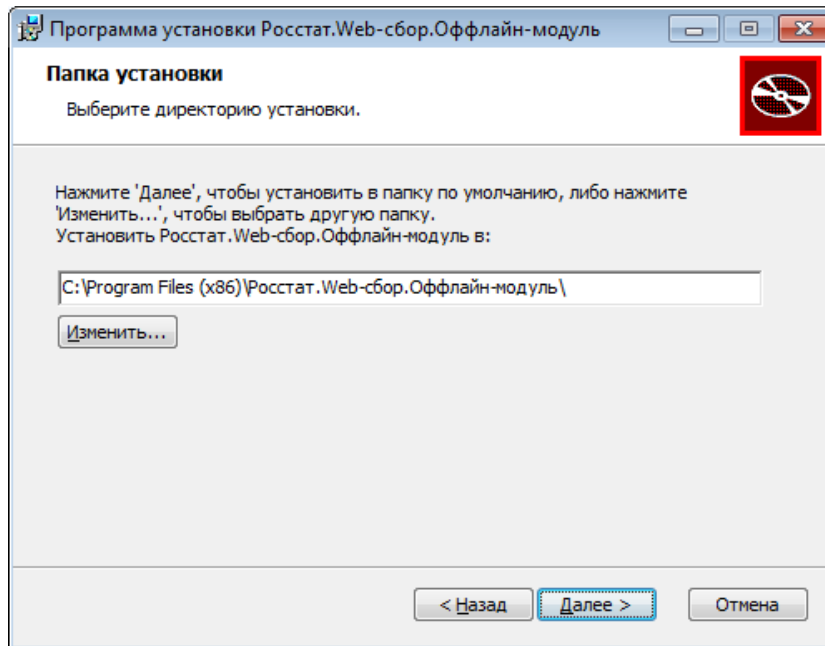 Программа установки Росстат.Web-сбор.Оффлайн-модуль
Папка установки
Выберите директорию установки.
Нажмите 'Далее', чтобы установить в папку по умолчанию, либо нажмите
'Изменить...', чтобы выбрать другую папку.
Установить Росстат.Web-сбор.Оффлайн-модуль в:
C:\Program Files (x86)\Росстат.Web-сбор.Оффлайн-модуль\
Изменить...
< Назад Далее > Отмена